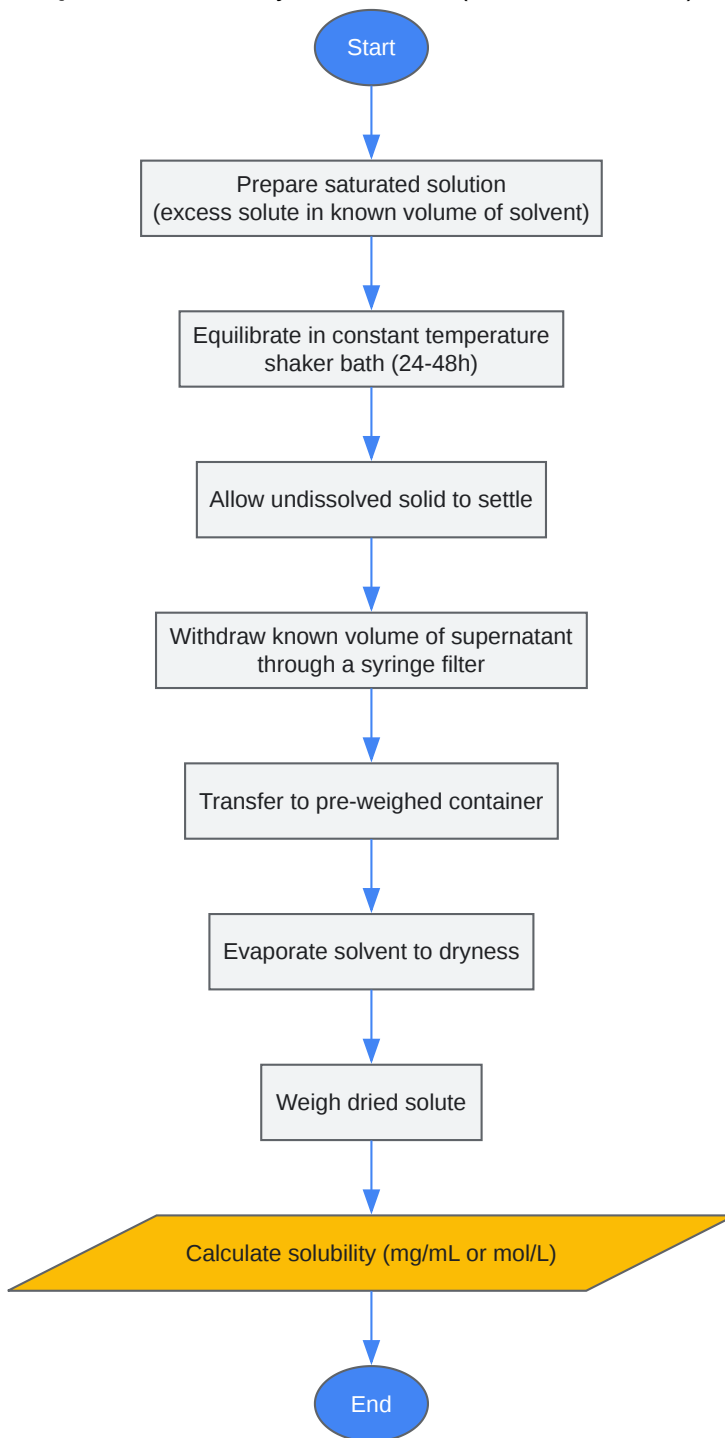 Start
Prepare saturated solution
(excess solute in known volume of solvent)
Equilibrate in constant temperature
shaker bath (24-48h)
Allow undissolved solid to settle
Withdraw known volume of supernatant
through a syringe filter
Transfer to pre-weighed container
Evaporate solvent to dryness
Weigh dried solute
Calculate solubility (mg/mL or mol/L)
End